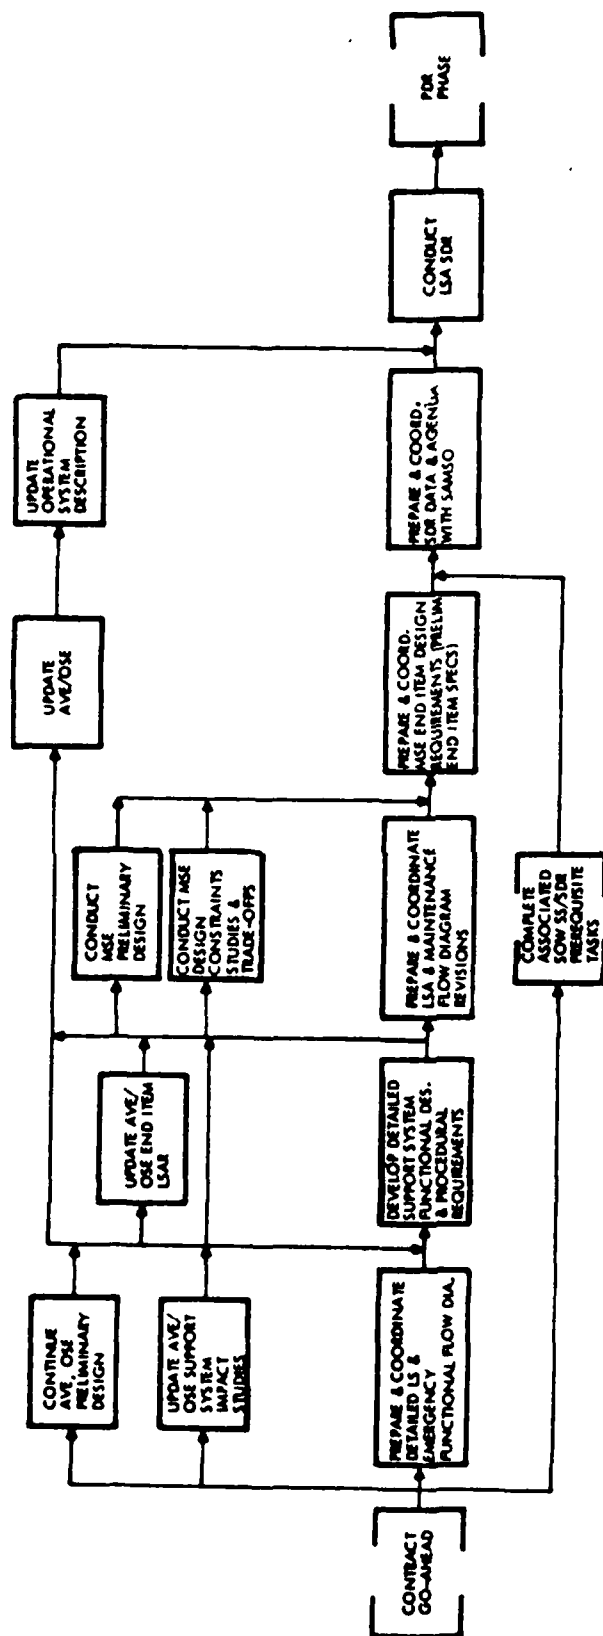 CONTRACT
GO-AHEAD
CONTINUE
AVE, OSE
PRELIMINARY
DESIGN
UPDATE AVE/
OSE SUPPORT
SYSTEM
IMPACT
STUDIES
PREPARE & COORDINATE
DETAILED LS &
EMERGENCY
FUNCTIONAL FLOW DIA.
UPDATE AVE/
OSE END ITEM
LSAR
DEVELOP DETAILED
SUPPORT SYSTEM
FUNCTIONAL DES.
& PROCEDURAL
REQUIREMENTS
CONDUCT
MSE
PRELIMINARY
DESIGN
CONDUCT MSE
DESIGN
CONSTRAINTS
STUDIES &
TRADE-OFFS
PREPARE & COORDINATE
LSA & MAINTENANCE
FLOW DIAGRAM
REVISIONS
COMPLETE
ASSOCIATED
SOW SS/SDR
PREREQUISITE
TASKS
UPDATE
AVE/OSE
PREPARE & COORD.
MSE END ITEM DESIGN
REQUIREMENTS (PRELIM
END ITEM SPECS)
UPDATE
OPERATIONAL
SYSTEM
DESCRIPTION
PREPARE & COORD.
SDR DATA & AGENDA
WITH SAMSO
CONDUCT
LSA SDR
PDR
PHASE